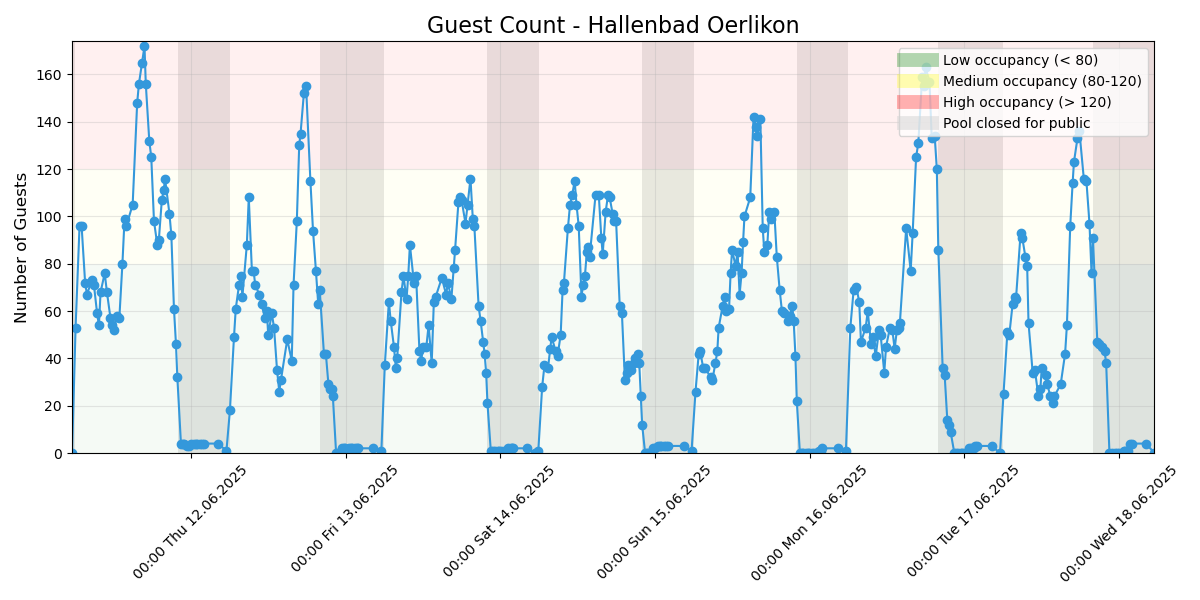 Guest Count - Hallenbad Oerlikon
Low occupancy (< 80)
Medium occupancy (80-120)
High occupancy (> 120)
Pool closed for public
Number of Guests
160
140
120
100
80
60
40
20
0
00:00 Thu 12.06.2025
00:00 Fri 13.06.2025
00:00 Sat 14.06.2025
00:00 Sun 15.06.2025
00:00 Mon 16.06.2025
00:00 Tue 17.06.2025
00:00 Wed 18.06.2025